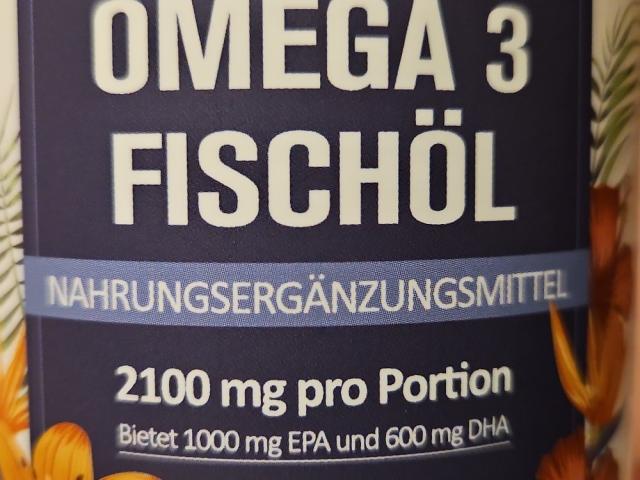 OMEGA 3
FISCHÖL
NAHRUNGSERGÄNZUNGSMITTEL
2100 mg pro Portion
Bietet 1000 mg EPA und 600 mg DHA